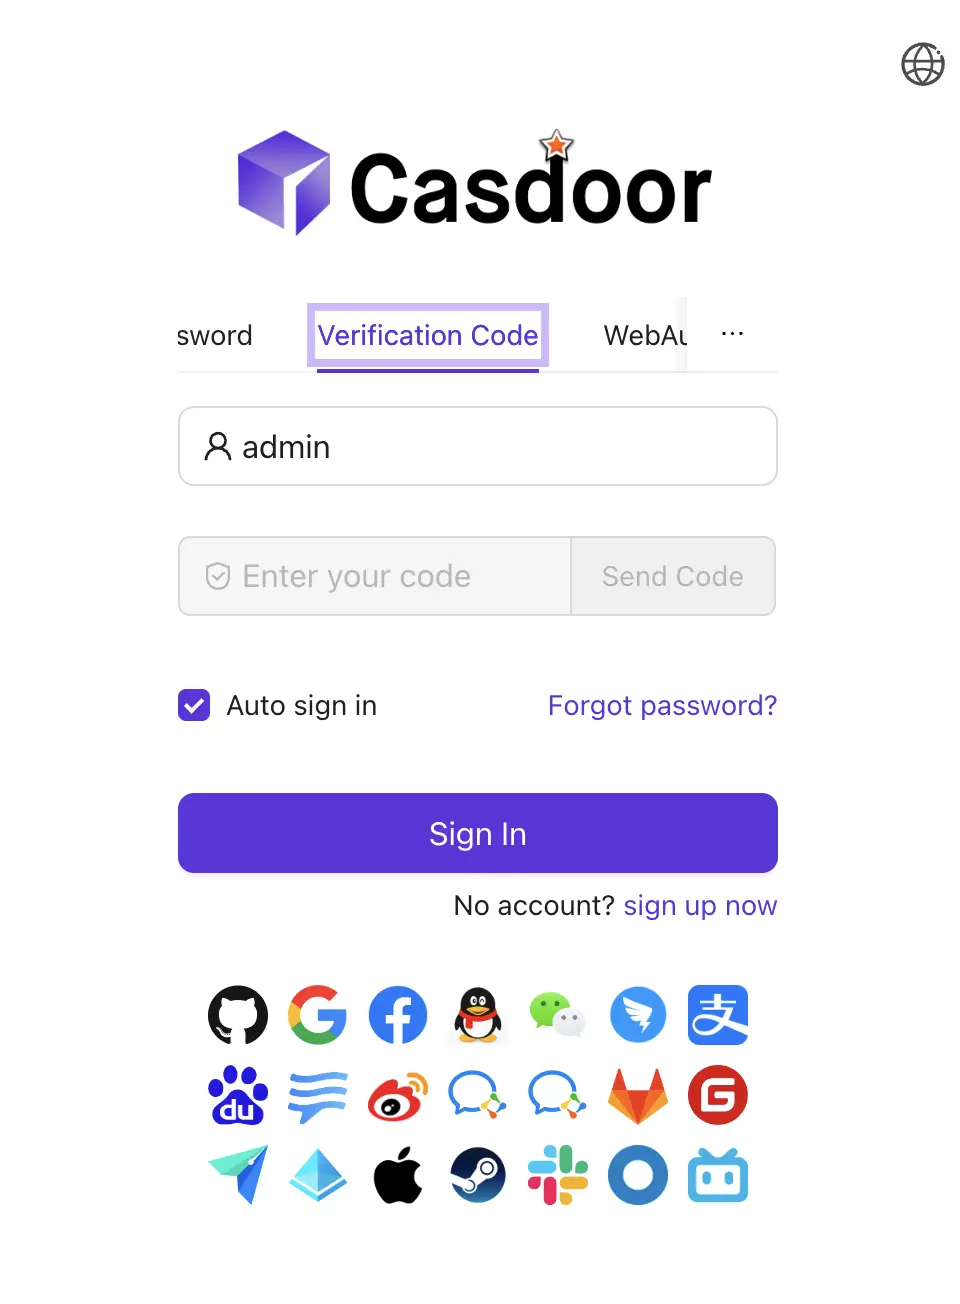 Casdoor
sword Verification Code WebAu ···
admin
Enter your code Send Code
Auto sign in Forgot password?
Sign In
No account? sign up now
支
du